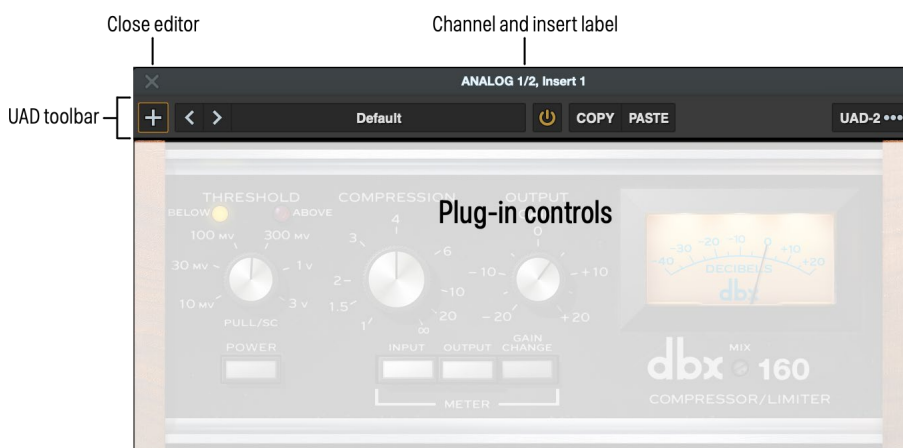 Close editor
Channel and insert label
ANALOG 1/2, Insert 1
UAD toolbar
Default
COPY PASTE
UAD-2
Plug-in controls
THRESHOLD
BELOW
ABOVE
100 MV
300 MV
30 MV
1 V
10 MV
3 V
PULL/SC
POWER
COMPRESSION
4
3
6
2
10
1.5
20
1
∞
OUTPUT
0
-10
+10
-20
+20
INPUT
OUTPUT
GAIN
CHANGE
METER
-40
-30
-20
-10
0
+10
+20
DECIBELS
dbx
dbx
MIX
160
COMPRESSOR/LIMITER